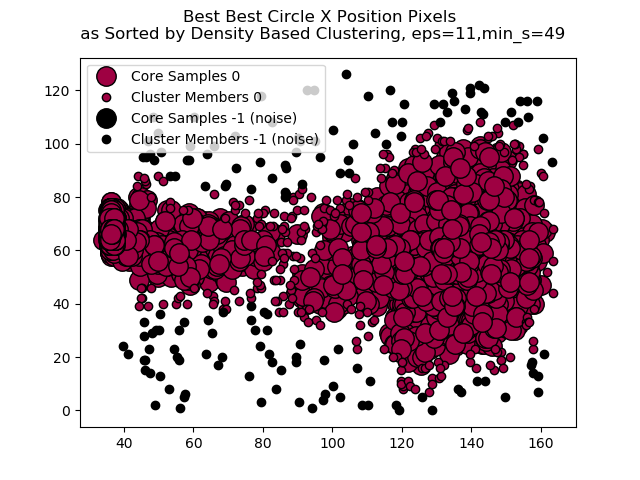 Best Best Circle X Position Pixels
as Sorted by Density Based Clustering, eps=11,min_s=49
Core Samples 0
Cluster Members 0
Core Samples -1 (noise)
Cluster Members -1 (noise)
120
100
80
60
40
20
0
40 60 80 100 120 140 160